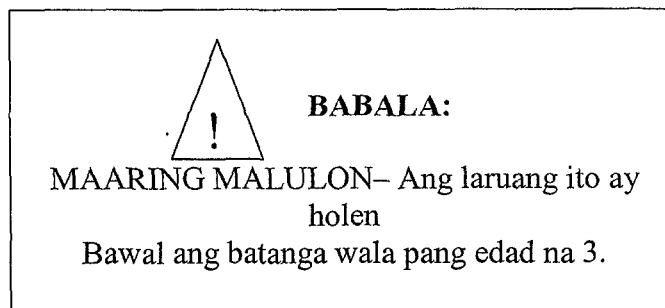 !
BABALA:
MAARING MALULON– Ang laruang ito ay
holen
Bawal ang batanga wala pang edad na 3.